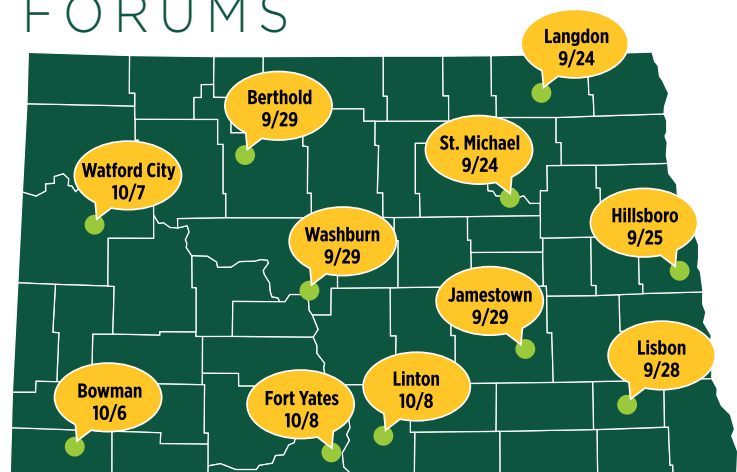 FORUMS
Langdon
9/24
Berthold
9/29
St. Michael
9/24
Watford City
10/7
Hillsboro
9/25
Washburn
9/29
Jamestown
9/29
Lisbon
9/28
Linton
10/8
Bowman
10/6
Fort Yates
10/8